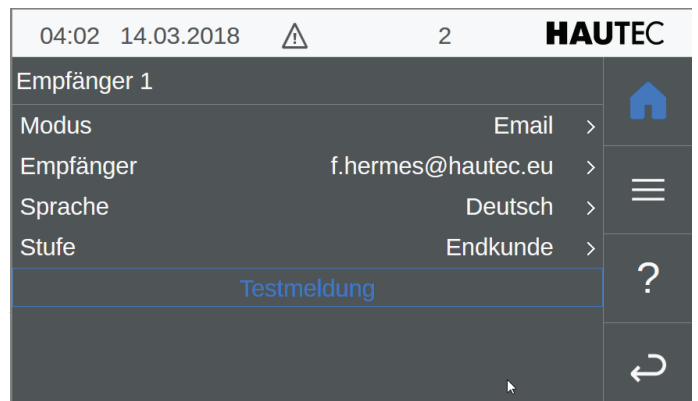 04:02 14.03.2018 2 HAUTEC
Empfänger 1
Modus Email >
Empfänger f.hermes@hautec.eu >
Sprache Deutsch >
Stufe Endkunde >
Testmeldung
?